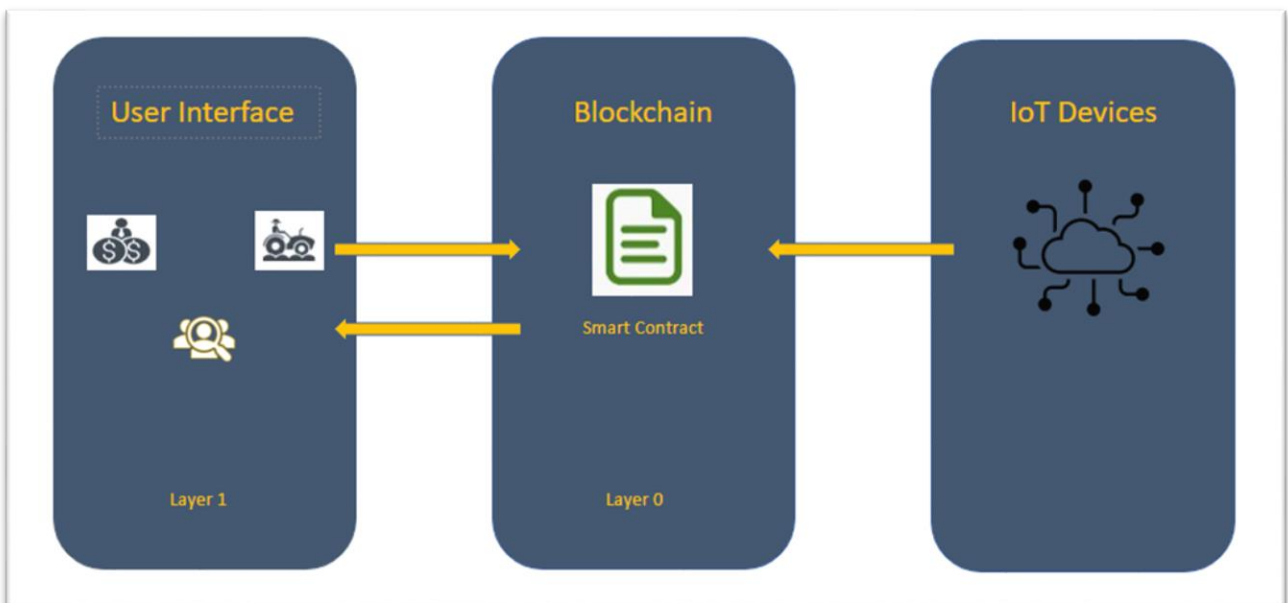 User Interface
Blockchain
IoT Devices
$ $
Smart Contract
Layer 1
Layer 0